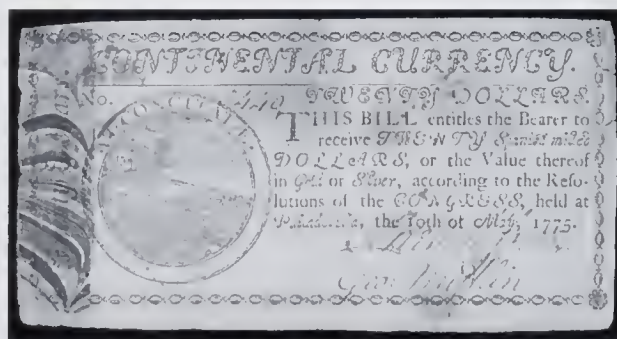 CONTINENTAL CURRENCY.
No.
TWENTY DOLLARS.
THIS BILL entitles the Bearer to
receive TWENTY Spanish milled
DOLLARS, or the Value thereof
in Gold or Silver, according to the Reso-
lutions of the CONGRESS, held at
Philadelphia, the 10th of May, 1775.
CONCITATÆ